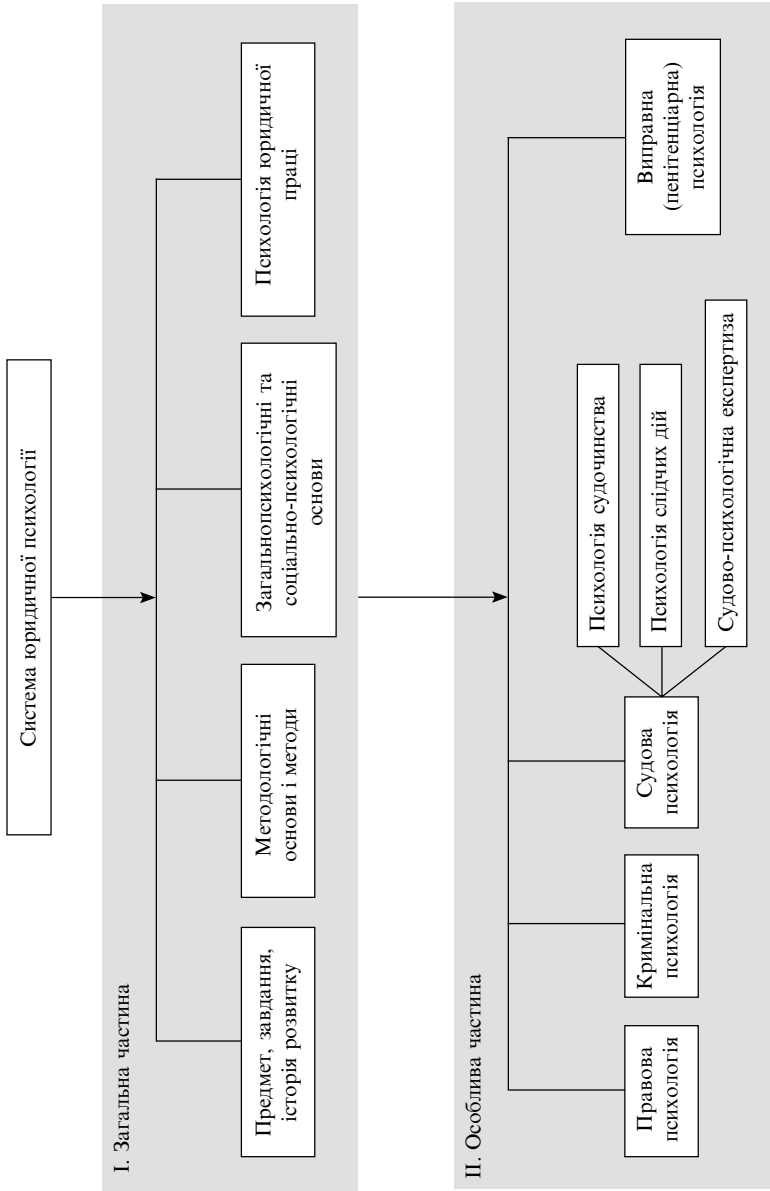 Система юридичної психології
I. Загальна частина
Предмет, завдання,
історія розвитку
Методологічні
основи і методи
Загальнопсихологічні та
соціально-психологічні
основи
Психологія юридичної
праці
II. Особлива частина
Правова
психологія
Кримінальна
психологія
Судова
психологія
Психологія судочинства
Психологія слідчих дій
Судово-психологічна експертиза
Виправна
(пенітенціарна)
психологія